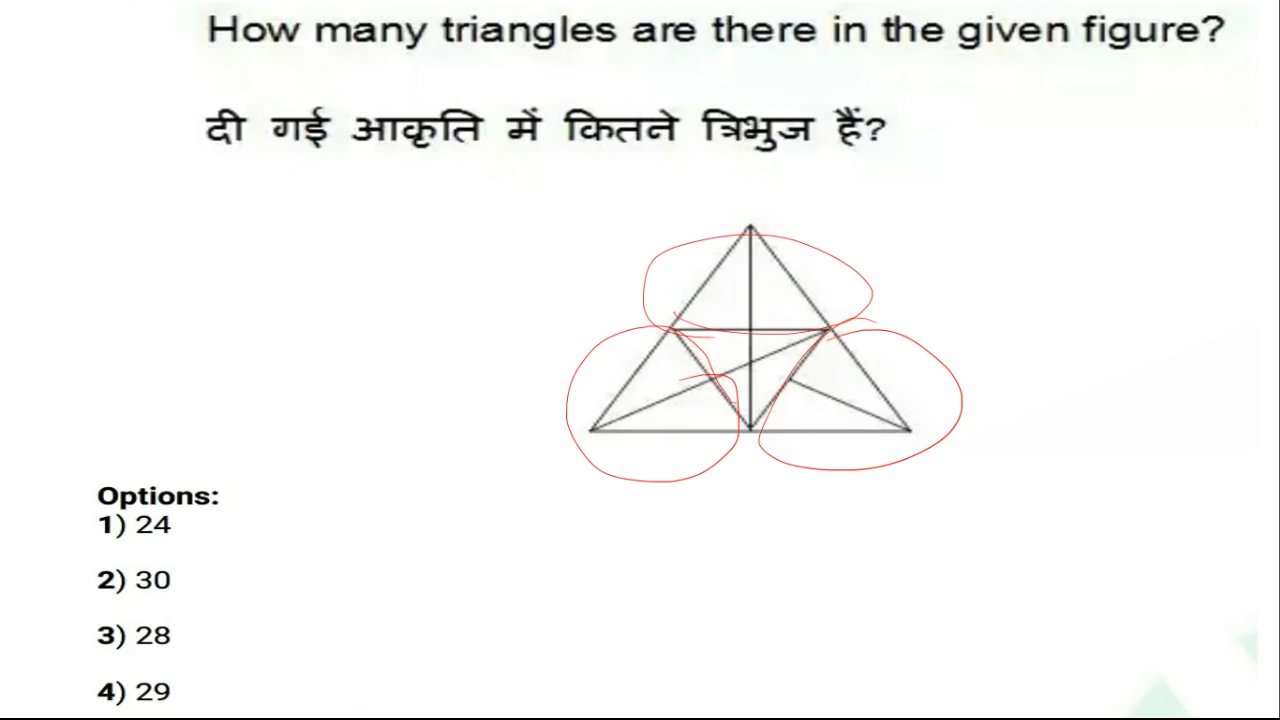 How many triangles are there in the given figure?
दी गई आकृति में कितने त्रिभुज हैं?
Options:
1) 24
2) 30
3) 28
4) 29